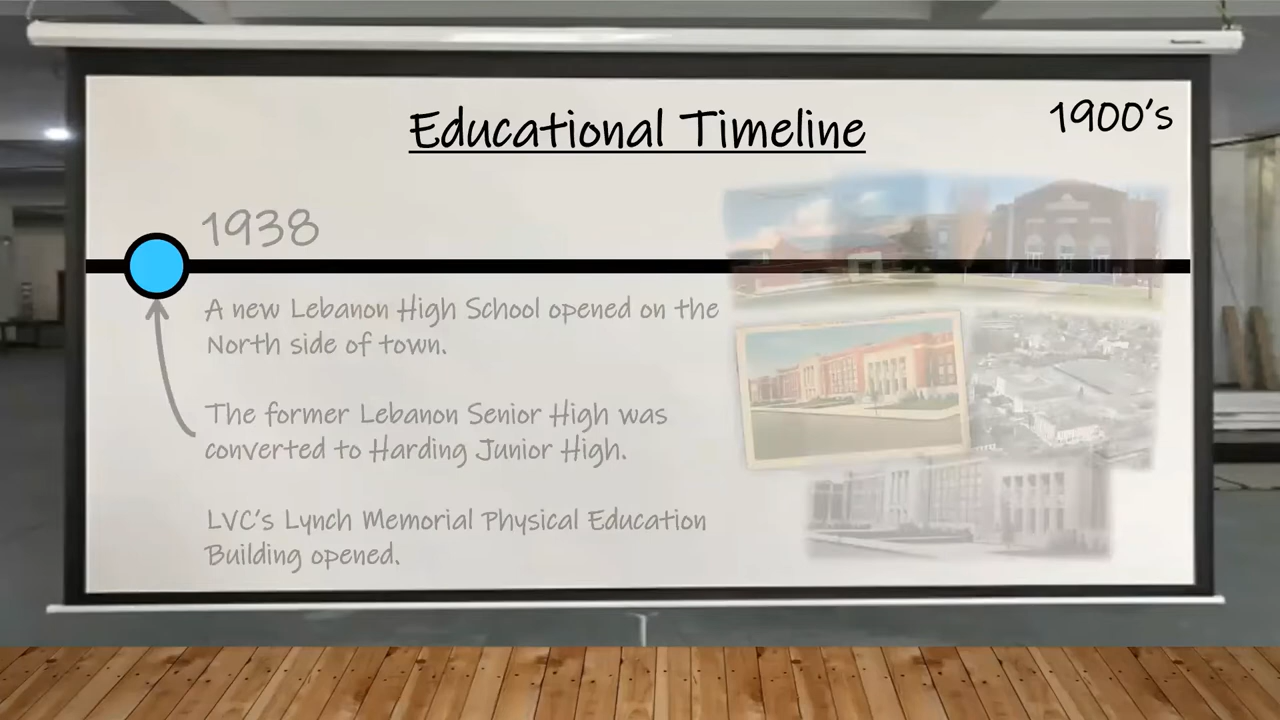 Educational Timeline
1900's
1938
A new Lebanon High School opened on the
North side of town.
The former Lebanon Senior High was
converted to Harding Junior High.
LVC's Lynch Memorial Physical Education
Building opened.